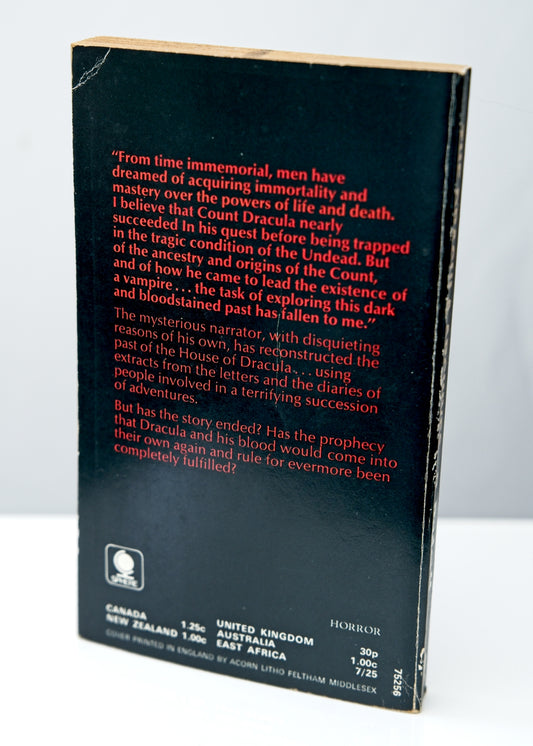 “From time immemorial, men have
dreamed of acquiring immortality and
mastery over the powers of life and death.
I believe that Count Dracula nearly
succeeded In his quest before being trapped
in the tragic condition of the Undead. But
of the ancestry and origins of the Count,
and of how he came to lead the existence of
a vampire . . . the task of exploring this dark
and bloodstained past has fallen to me.”
The mysterious narrator, with disquieting
reasons of his own, has reconstructed the
past of the House of Dracula . . . using
extracts from the letters and the diaries of
people involved in a terrifying succession
of adventures.
But has the story ended? Has the prophecy
that Dracula and his blood would come into
their own again and rule for evermore been
completely fulfilled?
SPHERE
HORROR
CANADA 1.25c
NEW ZEALAND 1.00c
UNITED KINGDOM 30p
AUSTRALIA 1.00c
EAST AFRICA 7/25
COVER PRINTED IN ENGLAND BY ACORN LITHO FELTHAM MIDDLESEX
75256